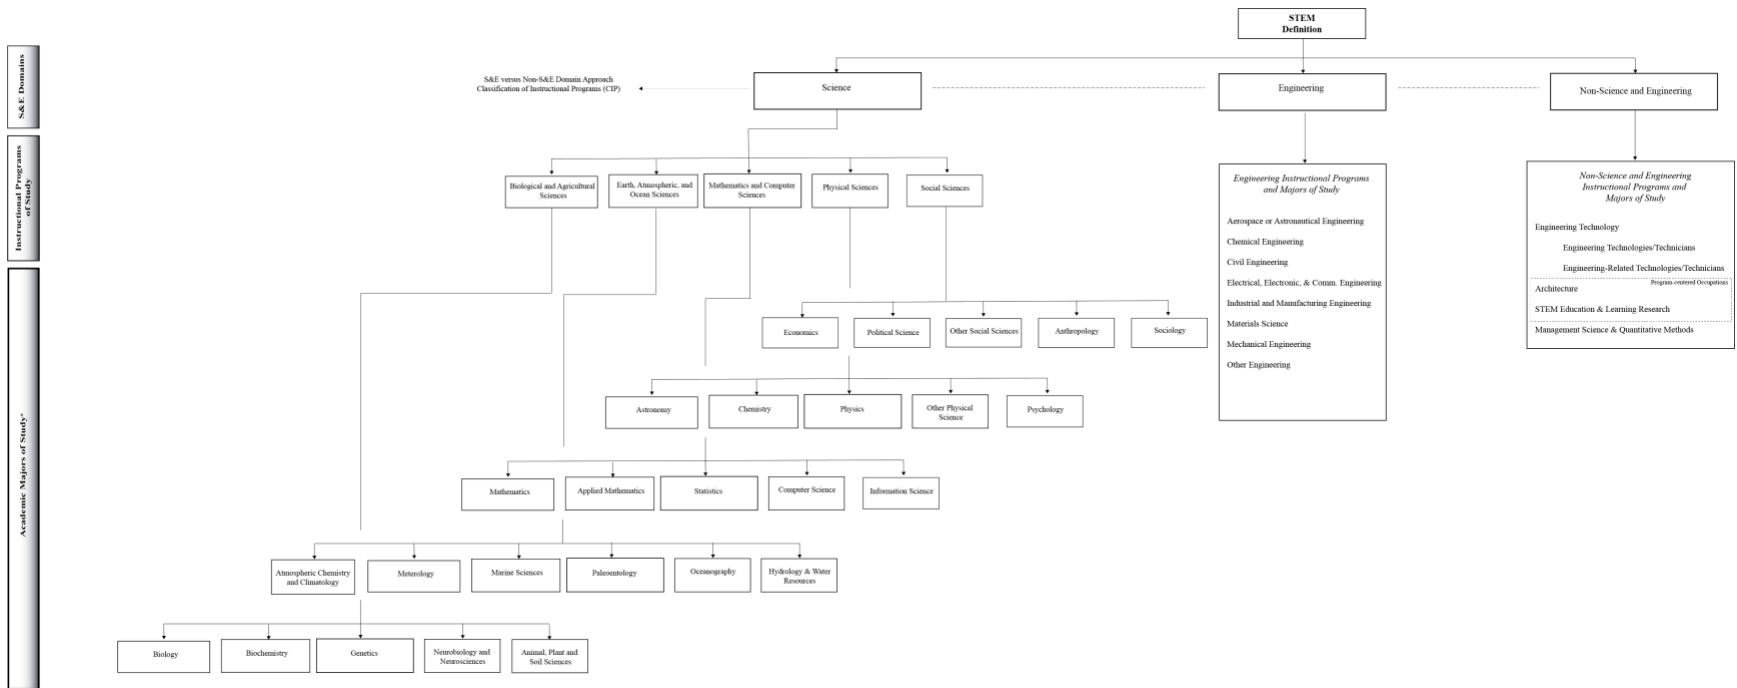 STEM
Definition
S&E Domains
S&E versus Non-S&E Domain Approach
Classification of Instructional Programs (CIP)
Science
Engineering
Non-Science and Engineering
Instructional Programs
of Study
Biological and Agricultural
Sciences
Earth, Atmospheric, and
Ocean Sciences
Mathematics and Computer
Sciences
Physical Sciences
Social Sciences
Engineering Instructional Programs
and Majors of Study
Aerospace or Astronautical Engineering
Chemical Engineering
Civil Engineering
Electrical, Electronic, & Comm. Engineering
Industrial and Manufacturing Engineering
Materials Science
Mechanical Engineering
Other Engineering
Non-Science and Engineering
Instructional Programs and
Majors of Study
Engineering Technology
Engineering Technologies/Technicians
Engineering-Related Technologies/Technicians
Program-centered Occupations
Architecture
STEM Education & Learning Research
Management Science & Quantitative Methods
Academic Majors of Study
Economics
Political Science
Other Social Sciences
Anthropology
Sociology
Astronomy
Chemistry
Physics
Other Physical
Science
Psychology
Mathematics
Applied Mathematics
Statistics
Computer Science
Information Science
Atmospheric Chemistry
and Climatology
Meterology
Marine Sciences
Paleoentology
Oceanography
Hydrology & Water
Resources
Biology
Biochemistry
Genetics
Neurobiology and
Neurosciences
Animal, Plant and
Soil Sciences